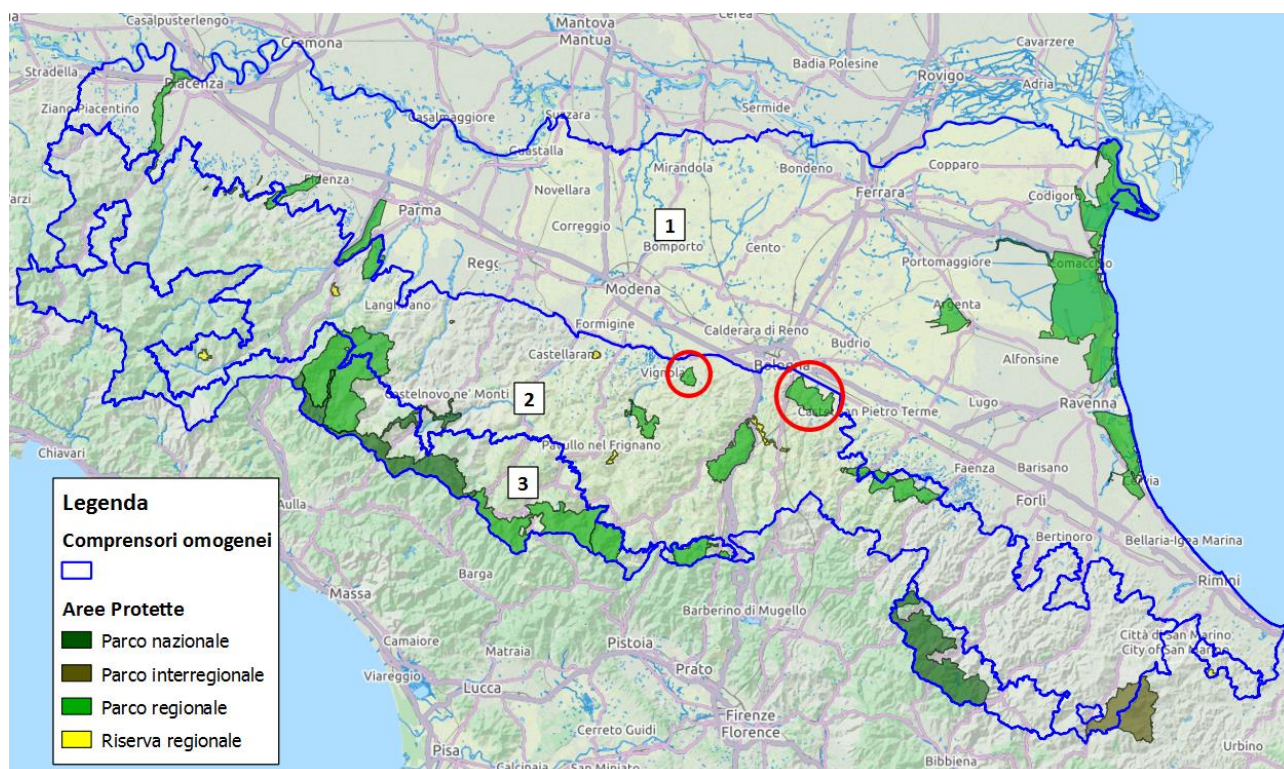 Casalpusterlengo
Cremona
Mantova
Mantua
Cerea
Cavarzere
Badia Polesine
Rovigo
Adria
Stradella
Piacenza
Ziano Piacentino
Casalmaggiore
Suzzara
Sermide
Guastalla
Mirandola
Bondeno
Copparo
Ferrara
Codigoro
Fidenza
Parma
Novellara
Correggio
1
Bomporto
Cento
Portomaggiore
Comacchio
Reg
Modena
Argenta
Langhirano
Formigine
Calderara di Reno
Budrio
Alfonsine
Castellaran
Vignola
Bologna
Castelnovo ne' Monti
2
Castel San Pietro Terme
Lugo
Ravenna
Pavullo nel Frignano
Chiavari
Faenza
Barisano
Cervia
3
Forlì
Aulla
Bertinoro
Bellaria-Igea Marina
Rimini
Barga
Massa
Barberino di Mugello
Città di San Marino
City of San Marino
Camaiore
Pistoia
Matraia
Prato
Viareggio
Lucca
Firenze
Florence
Cerreto Guidi
Urbino
Pisa
Calcinaia
San Miniato
Bibbiena
Legenda
Comprensori omogenei
Aree Protette
Parco nazionale
Parco interregionale
Parco regionale
Riserva regionale